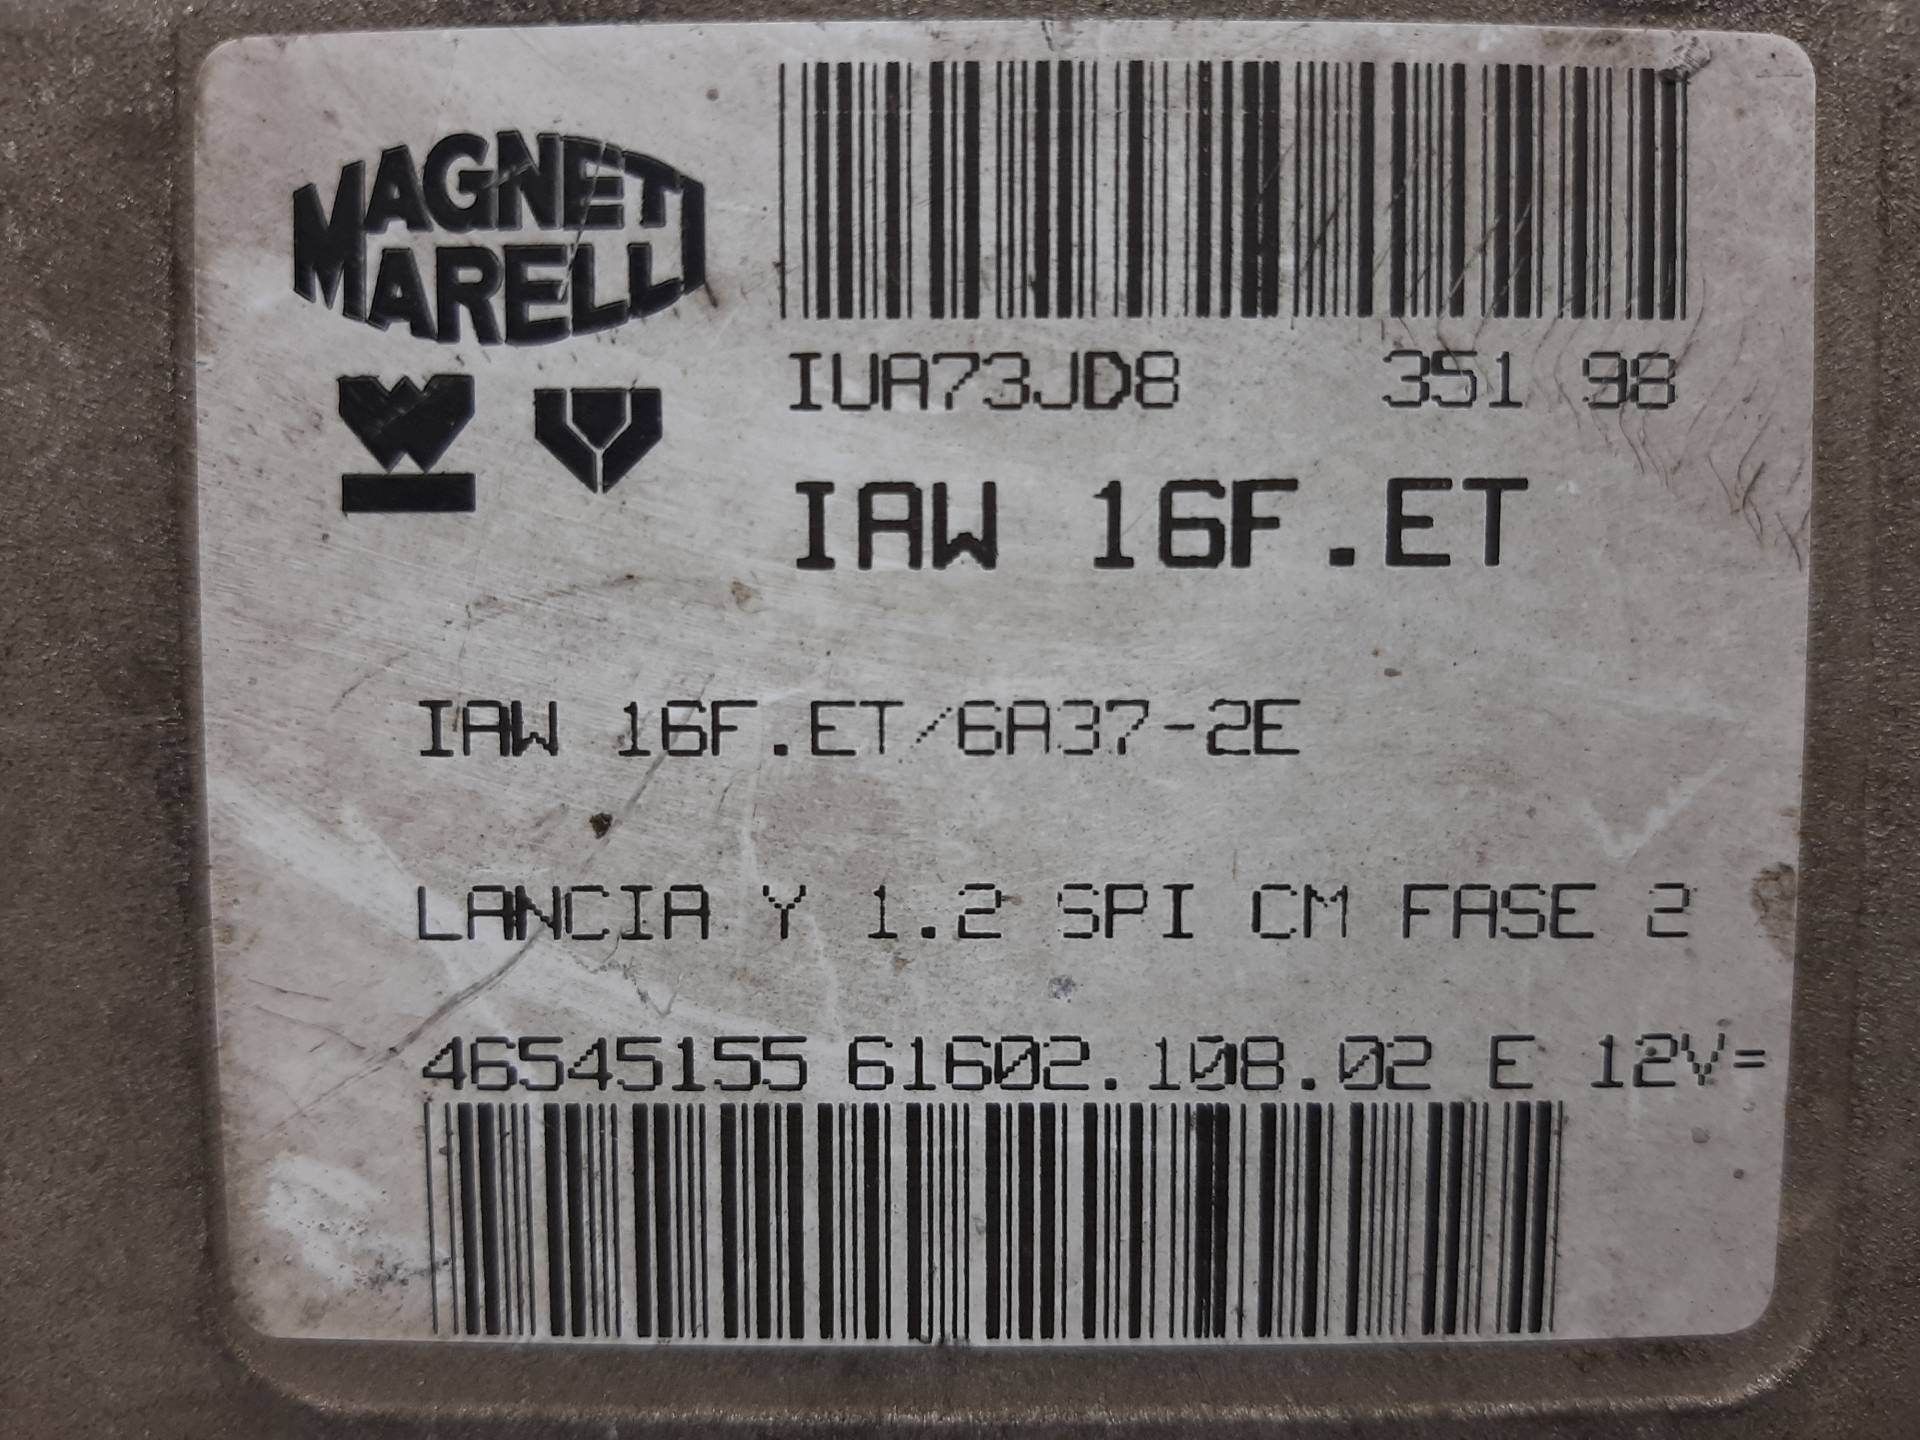 MAGNETI
MARELLI
IUA73JD8 351 98
IAW 16F.ET
IAW 16F.ET/6A37-2E
LANCIA Y 1.2 SPI CM FASE 2
46545155 61602.108.02 E 12V=